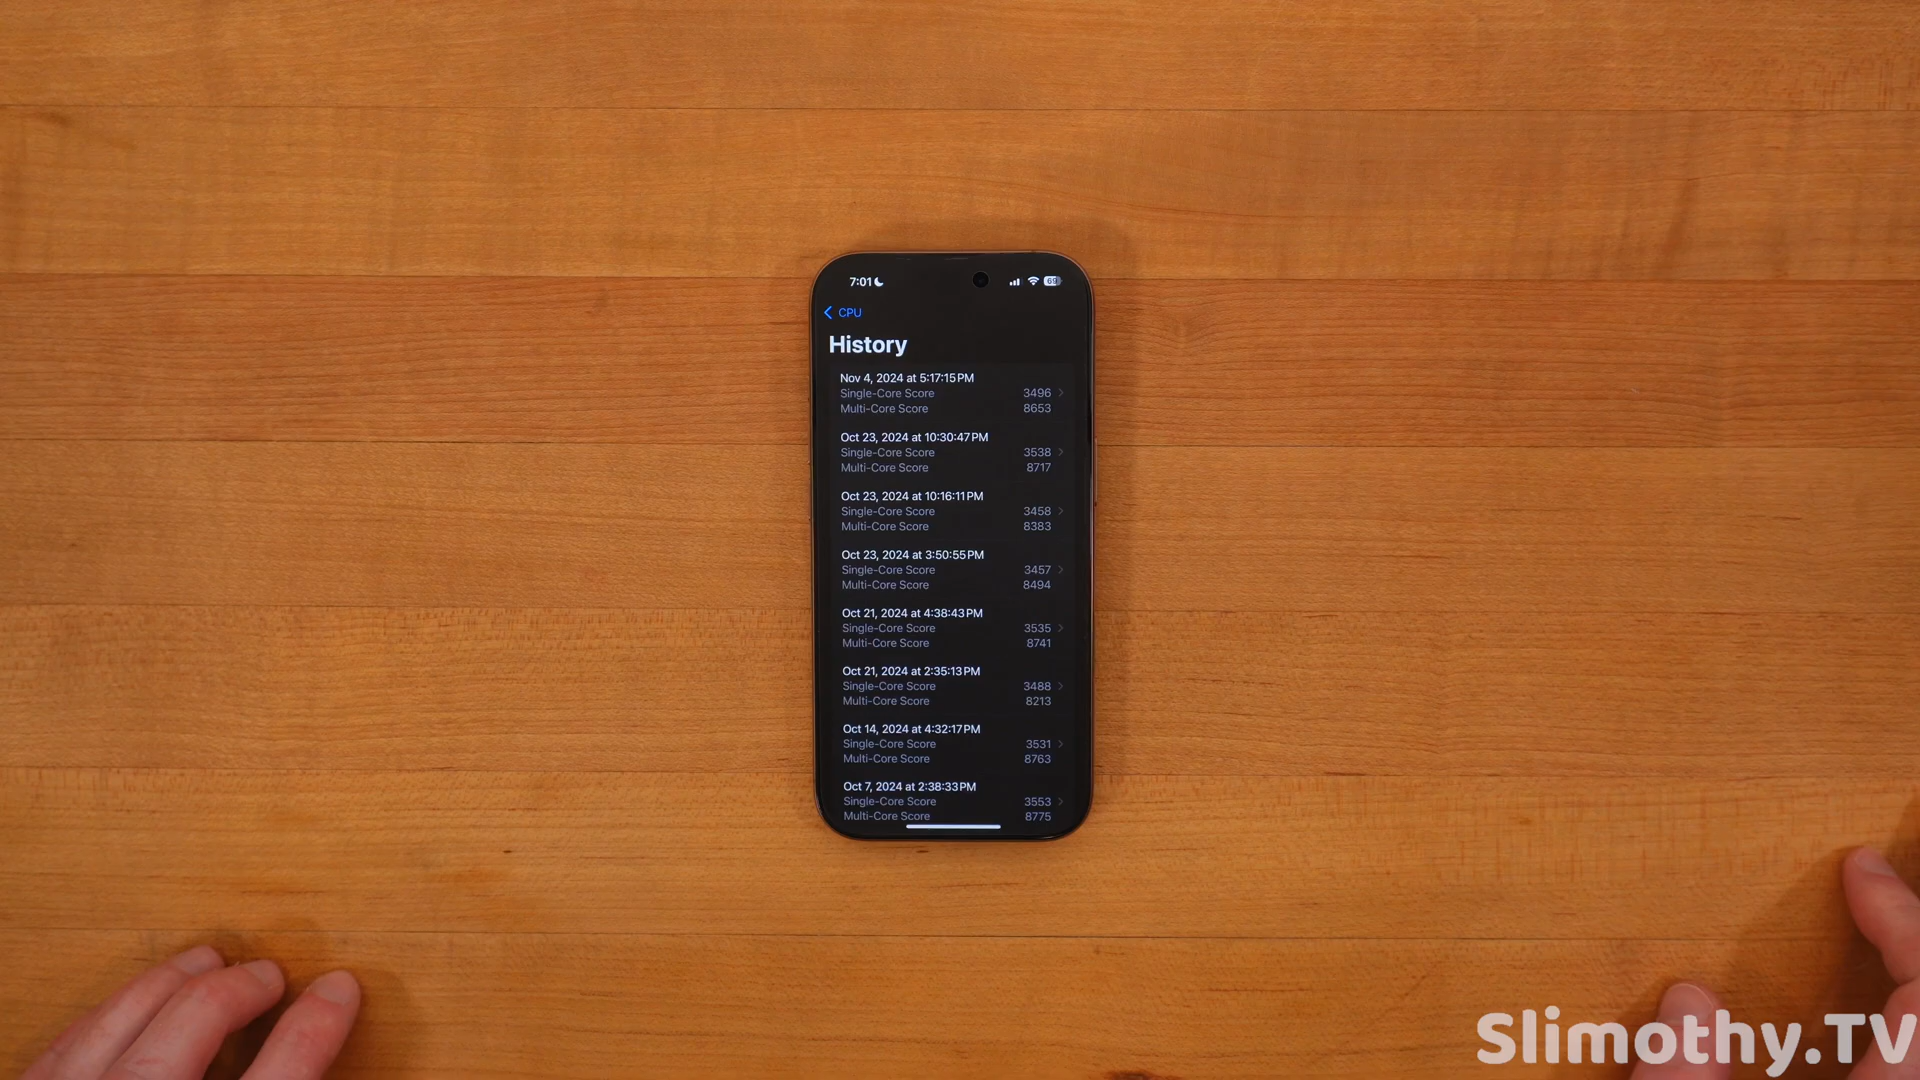 7:01
69
CPU
History
Nov 4, 2024 at 5:17:15 PM
Single-Core Score 3496
Multi-Core Score 8653
Oct 23, 2024 at 10:30:47 PM
Single-Core Score 3538
Multi-Core Score 8717
Oct 23, 2024 at 10:16:11 PM
Single-Core Score 3458
Multi-Core Score 8383
Oct 23, 2024 at 3:50:55 PM
Single-Core Score 3457
Multi-Core Score 8494
Oct 21, 2024 at 4:38:43 PM
Single-Core Score 3535
Multi-Core Score 8741
Oct 21, 2024 at 2:35:13 PM
Single-Core Score 3488
Multi-Core Score 8213
Oct 14, 2024 at 4:32:17 PM
Single-Core Score 3531
Multi-Core Score 8763
Oct 7, 2024 at 2:38:33 PM
Single-Core Score 3553
Multi-Core Score 8775
Slimothy.TV